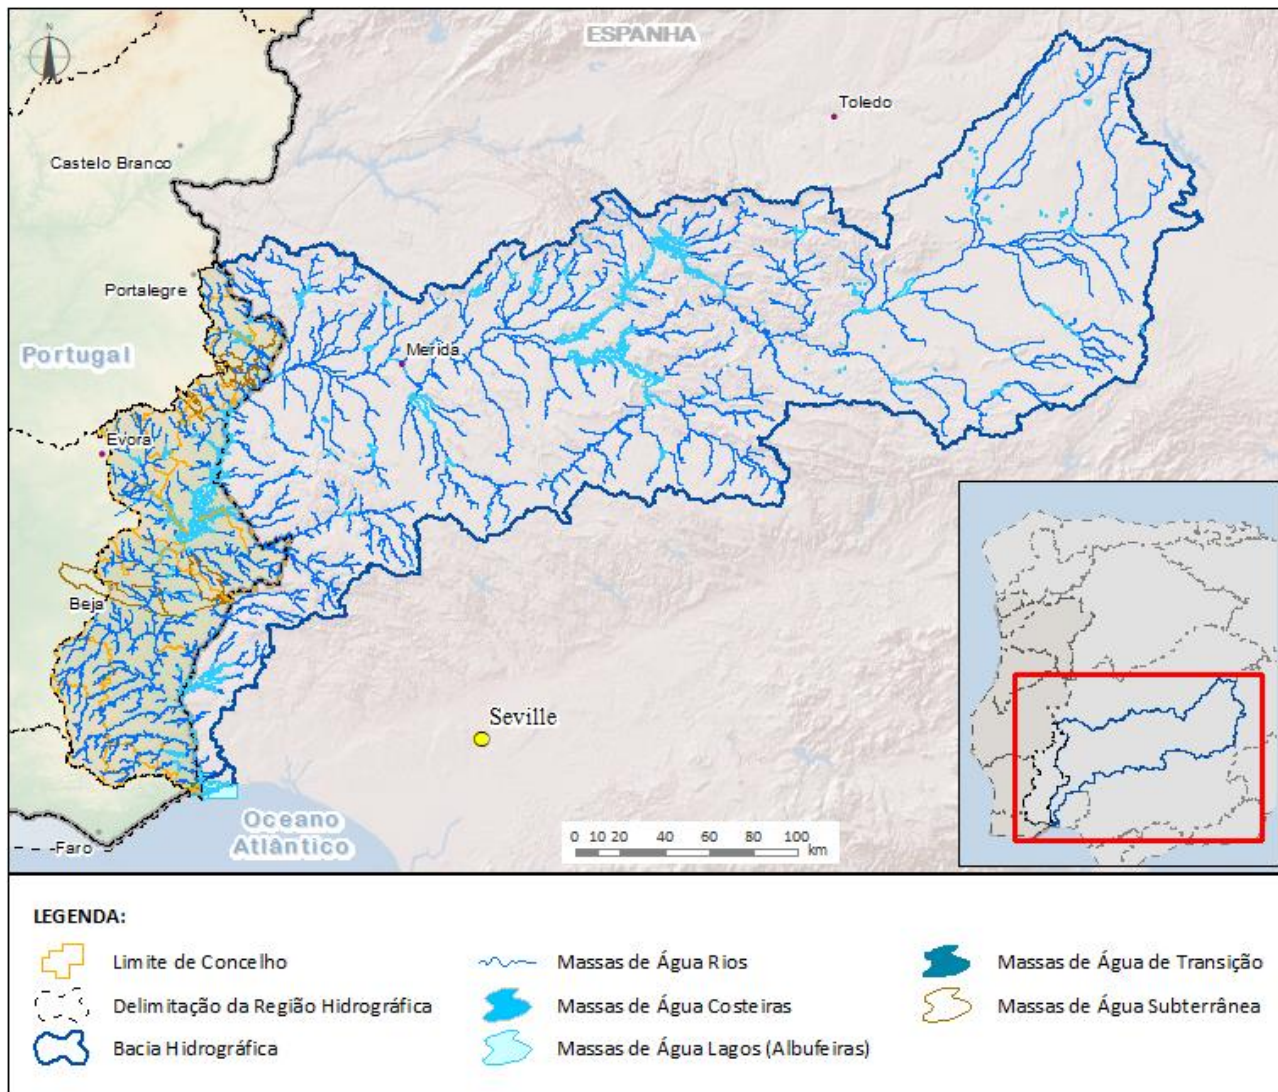 N
ESPANHA
Toledo
Castelo Branco
Portalegre
Portugal
Merida
Evora
Beja
Seville
Oceano
Atlântico
Faro
0 10 20 40 60 80 100
km
LEGENDA:
Limite de Concelho
Delimitação da Região Hidrográfica
Bacia Hidrográfica
Massas de Água Rios
Massas de Água Costeiras
Massas de Água Lagos (Albufeiras)
Massas de Água de Transição
Massas de Água Subterrânea